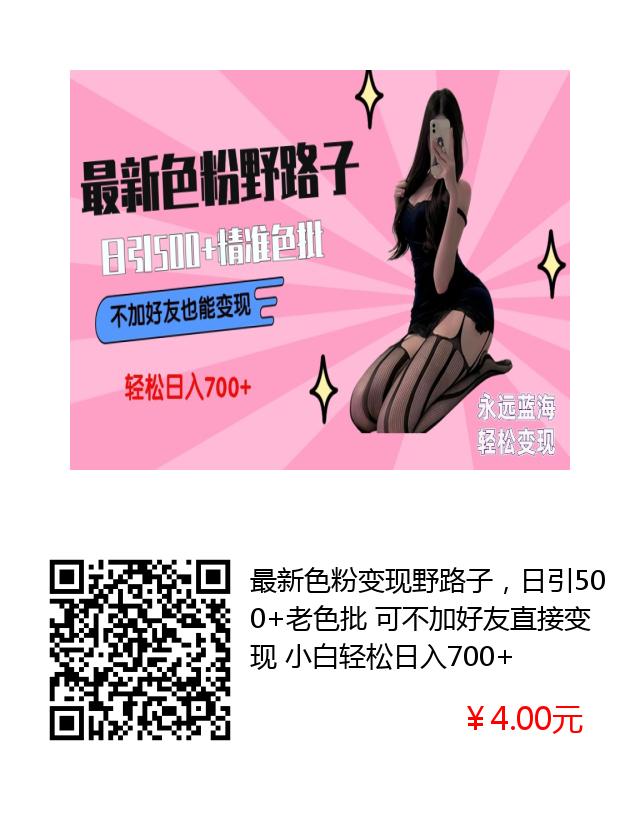 最新色粉野路子
日引500+精准色批
不加好友也能变现
轻松日入700+
永远蓝海
轻松变现
最新色粉变现野路子，日引50
0+老色批 可不加好友直接变
现 小白轻松日入700+
￥4.00元